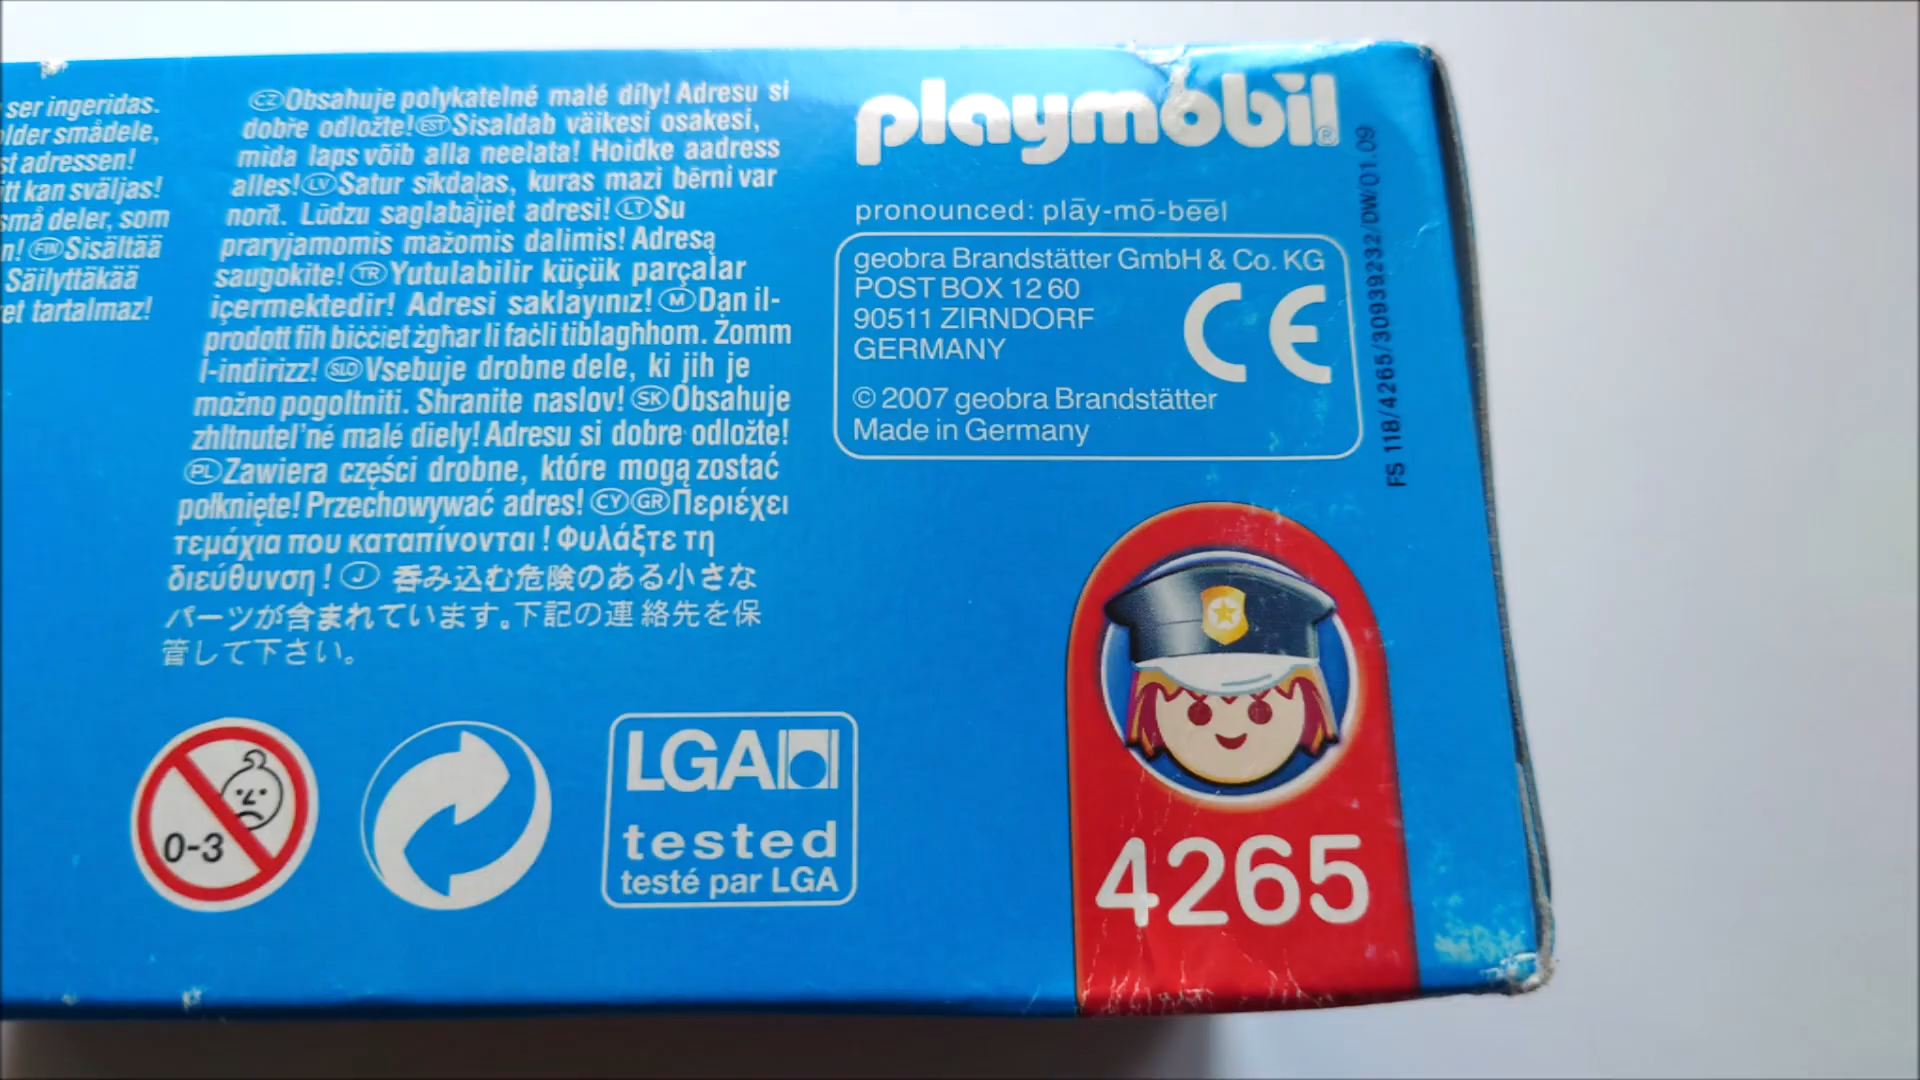 ser ingeridas.
smådele,
adressen!
kan sväljas!
små deler, som
n! FIN Sisältää
Säilyttäkää
et tartalmaz!
CZ Obsahuje polykatelné malé díly! Adresu si
dobře odložte! EST Sisaldab väikesi osakesi,
mida laps võib alla neelata! Hoidke aadress
alles! LV Satur sīkdaļas, kuras mazi bērni var
norīt. Lūdzu saglabājiet adresi! LT Su
praryjamomis mažomis dalimis! Adresą
saugokite! TR Yutulabilir küçük parçalar
içermektedir! Adresi saklayınız! M Dan il-
prodott fih biċċiet żgħar li faċli tiblagħhom. Żomm
l-indirizz! SLO Vsebuje drobne dele, ki jih je
možno pogoltniti. Shranite naslov! SK Obsahuje
zhltnuteľné malé diely! Adresu si dobre odložte!
PL Zawiera części drobne, które mogą zostać
połknięte! Przechowywać adres! CY GR Περιέχει
τεμάχια που καταπίνονται! Φυλάξτε τη
διεύθυνση! J 呑み込む危険のある小さな
パーツが含まれています。下記の連絡先を保
管して下さい。
playmobil®
pronounced: plāy-mō-bēēl
geobra Brandstätter GmbH & Co. KG
POST BOX 12 60
90511 ZIRNDORF
GERMANY
CE
© 2007 geobra Brandstätter
Made in Germany
FS 118/4265/30939232/DW/01.09
0-3
LGA
tested
testé par LGA
4265